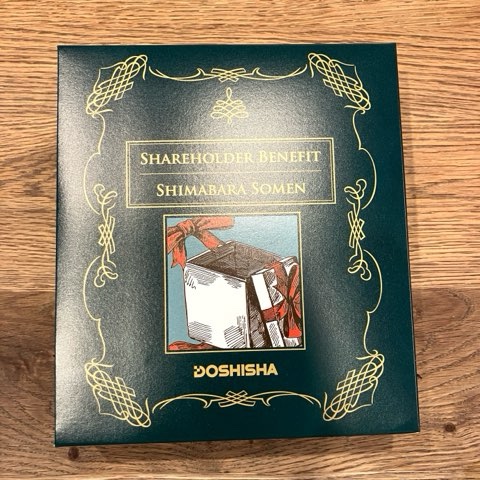 SHAREHOLDER BENEFIT
SHIMABARA SOMEN
DOSHISHA